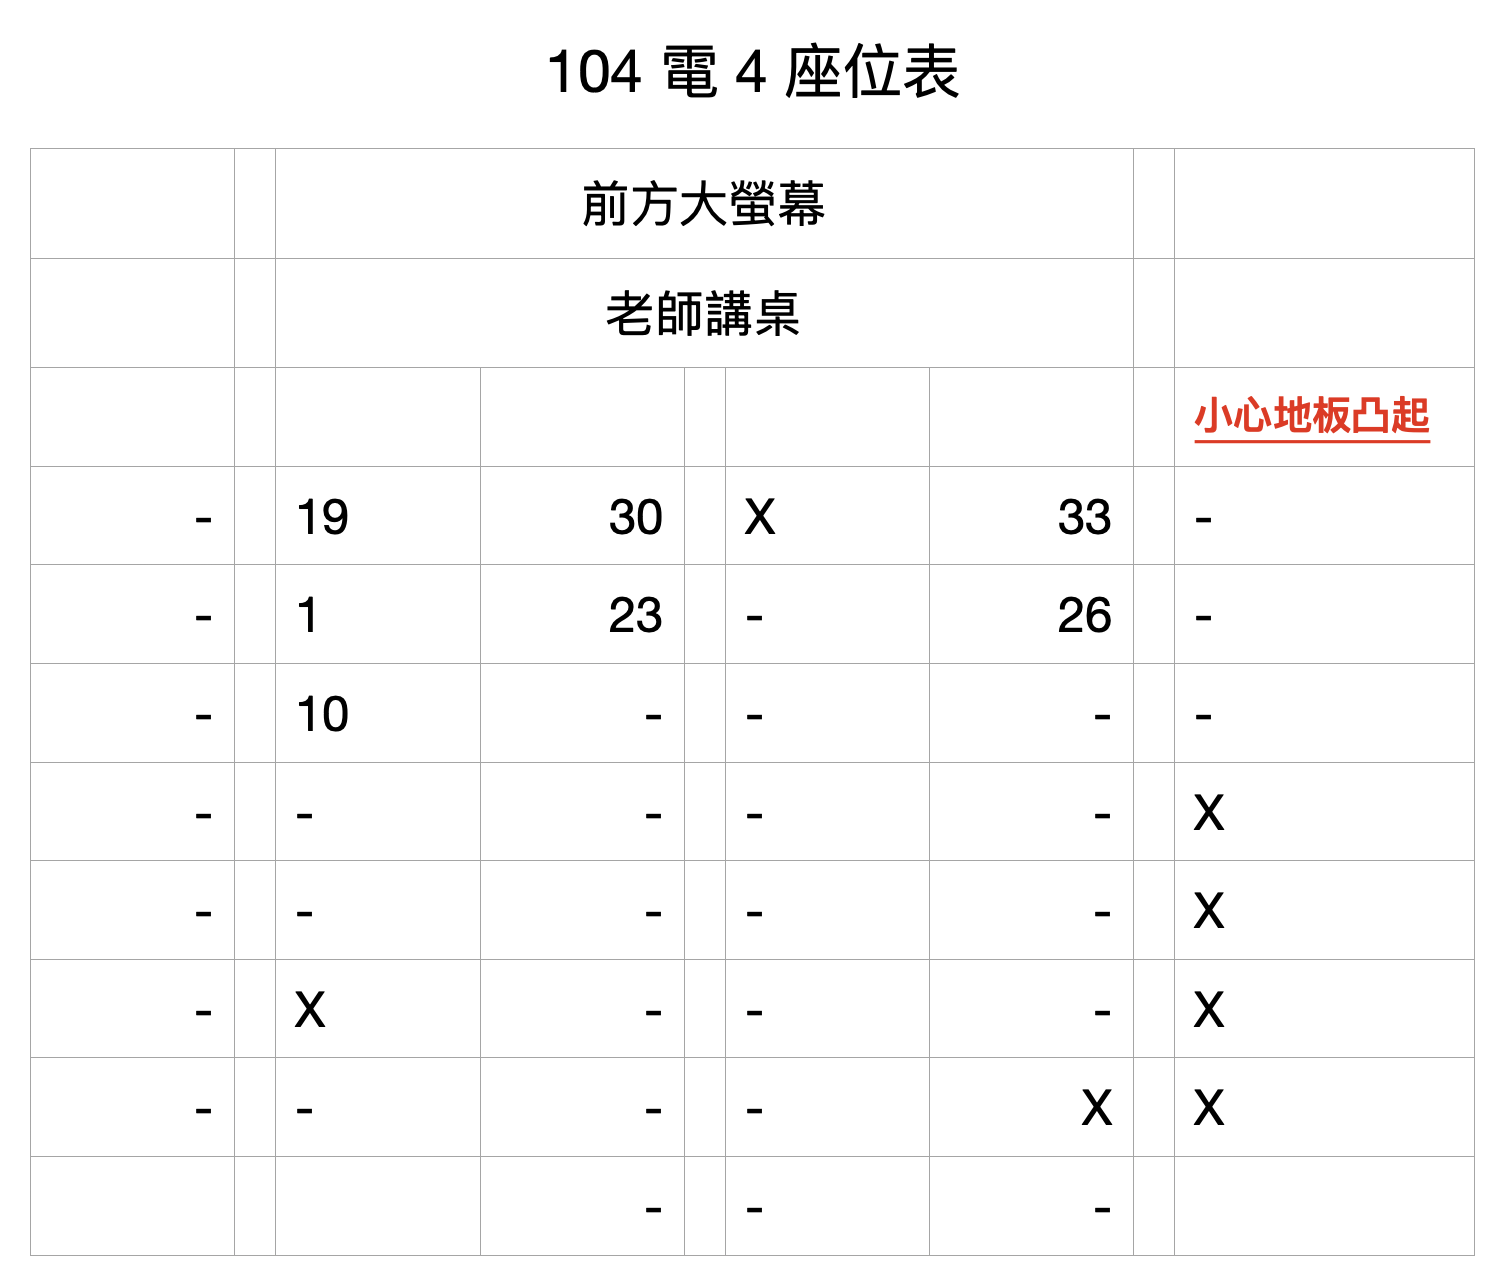 104 電 4 座位表
前方大螢幕
老師講桌
小心地板凸起
- 19 30 X 33 -
- 1 23 - 26 -
- 10 - - - -
- - - - - X
- - - - - X
- X - - - X
- - - - X X
- - -